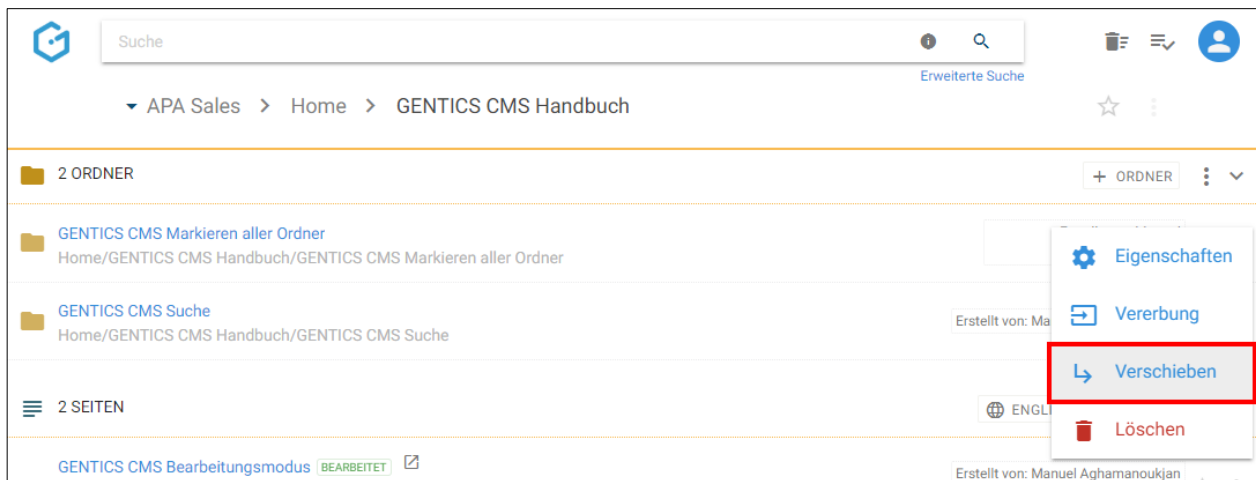 Suche
Erweiterte Suche
APA Sales > Home > GENTICS CMS Handbuch
2 ORDNER
+ ORDNER
GENTICS CMS Markieren aller Ordner
Home/GENTICS CMS Handbuch/GENTICS CMS Markieren aller Ordner
Eigenschaften
GENTICS CMS Suche
Home/GENTICS CMS Handbuch/GENTICS CMS Suche
Erstellt von: Ma
Vererbung
Verschieben
2 SEITEN
ENGLI
Löschen
GENTICS CMS Bearbeitungsmodus BEARBEITET
Erstellt von: Manuel Aghamanoukjan